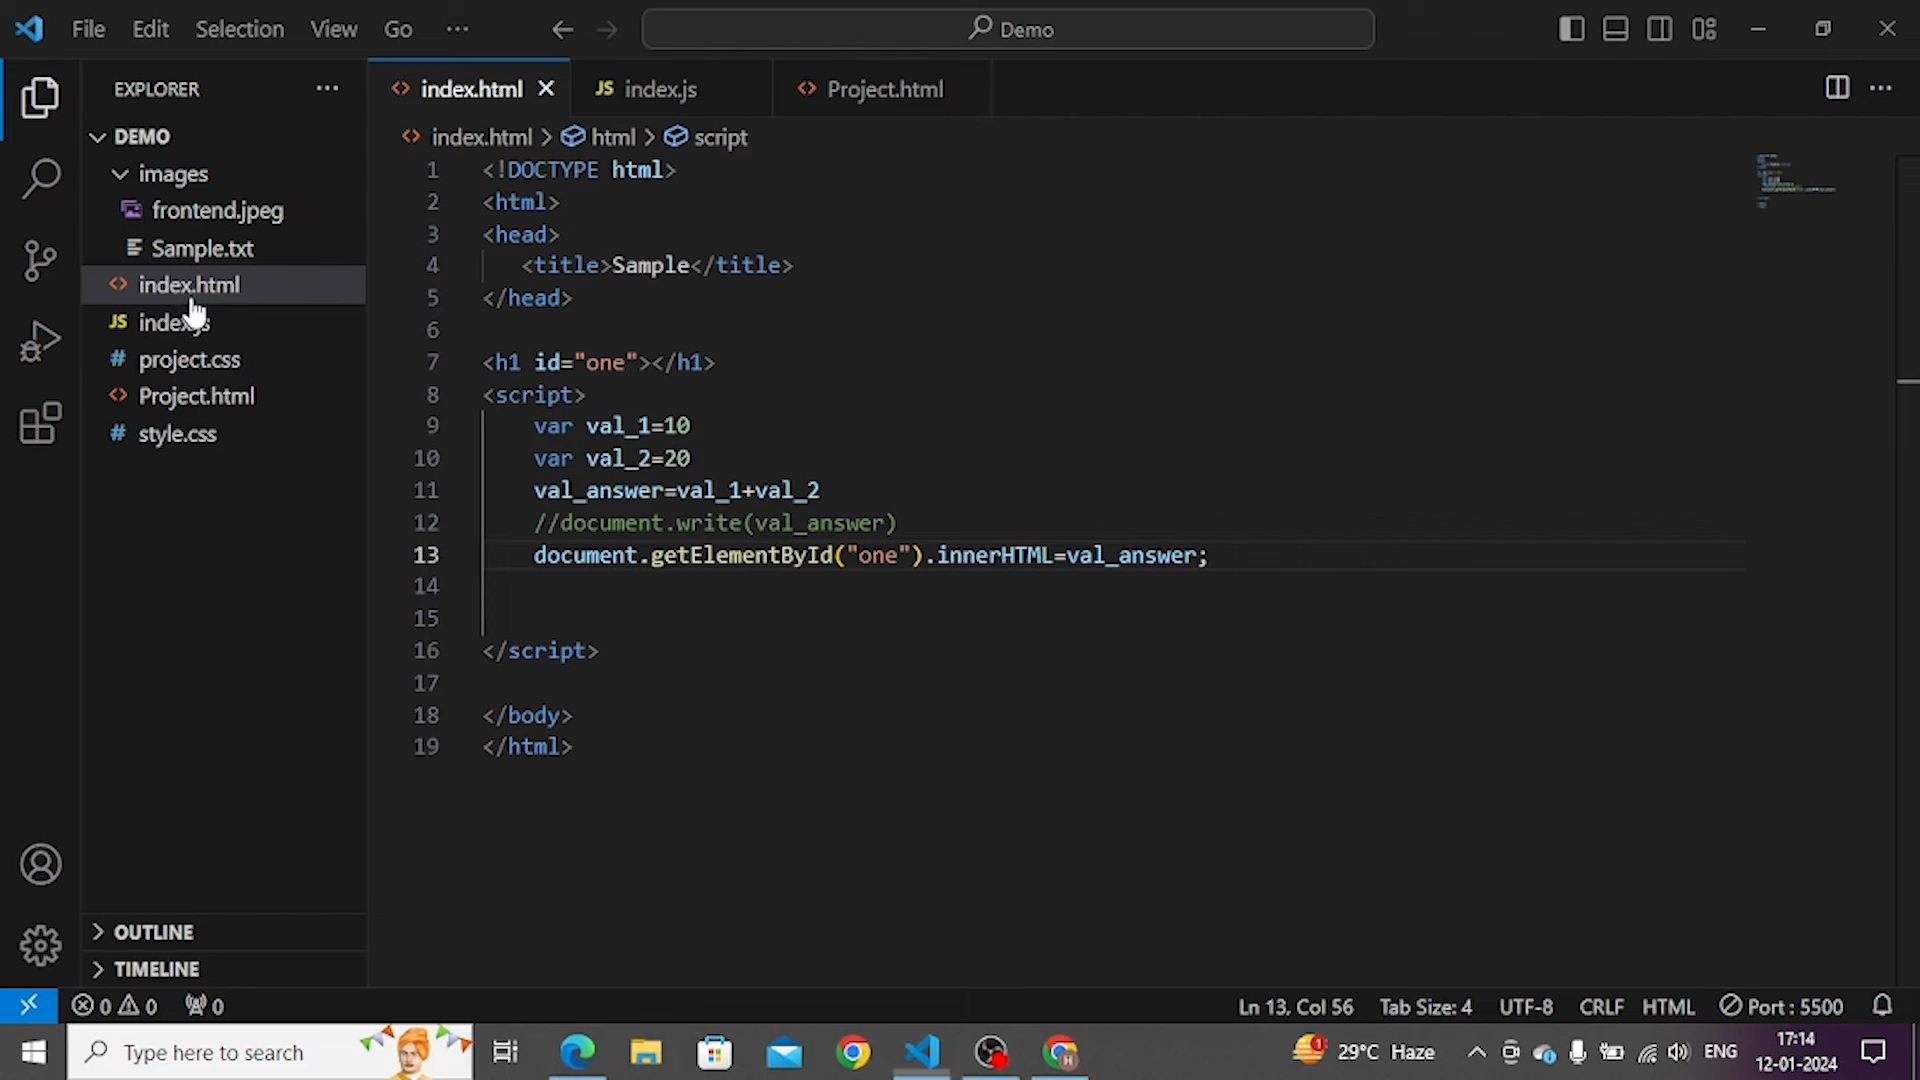 File Edit Selection View Go ··· Demo
EXPLORER ···
DEMO
images
frontend.jpeg
Sample.txt
<> index.html
JS index.js
# project.css
<> Project.html
# style.css
OUTLINE
TIMELINE
<> index.html JS index.js <> Project.html
<> index.html > html > script
1 <!DOCTYPE html>
2 <html>
3 <head>
4 <title>Sample</title>
5 </head>
6
7 <h1 id="one"></h1>
8 <script>
9 var val_1=10
10 var val_2=20
11 val_answer=val_1+val_2
12 //document.write(val_answer)
13 document.getElementById("one").innerHTML=val_answer;
14
15
16 </script>
17
18 </body>
19 </html>
0 0 0 Ln 13, Col 56 Tab Size: 4 UTF-8 CRLF HTML Port : 5500
Type here to search 1 29°C Haze ENG 17:14
12-01-2024